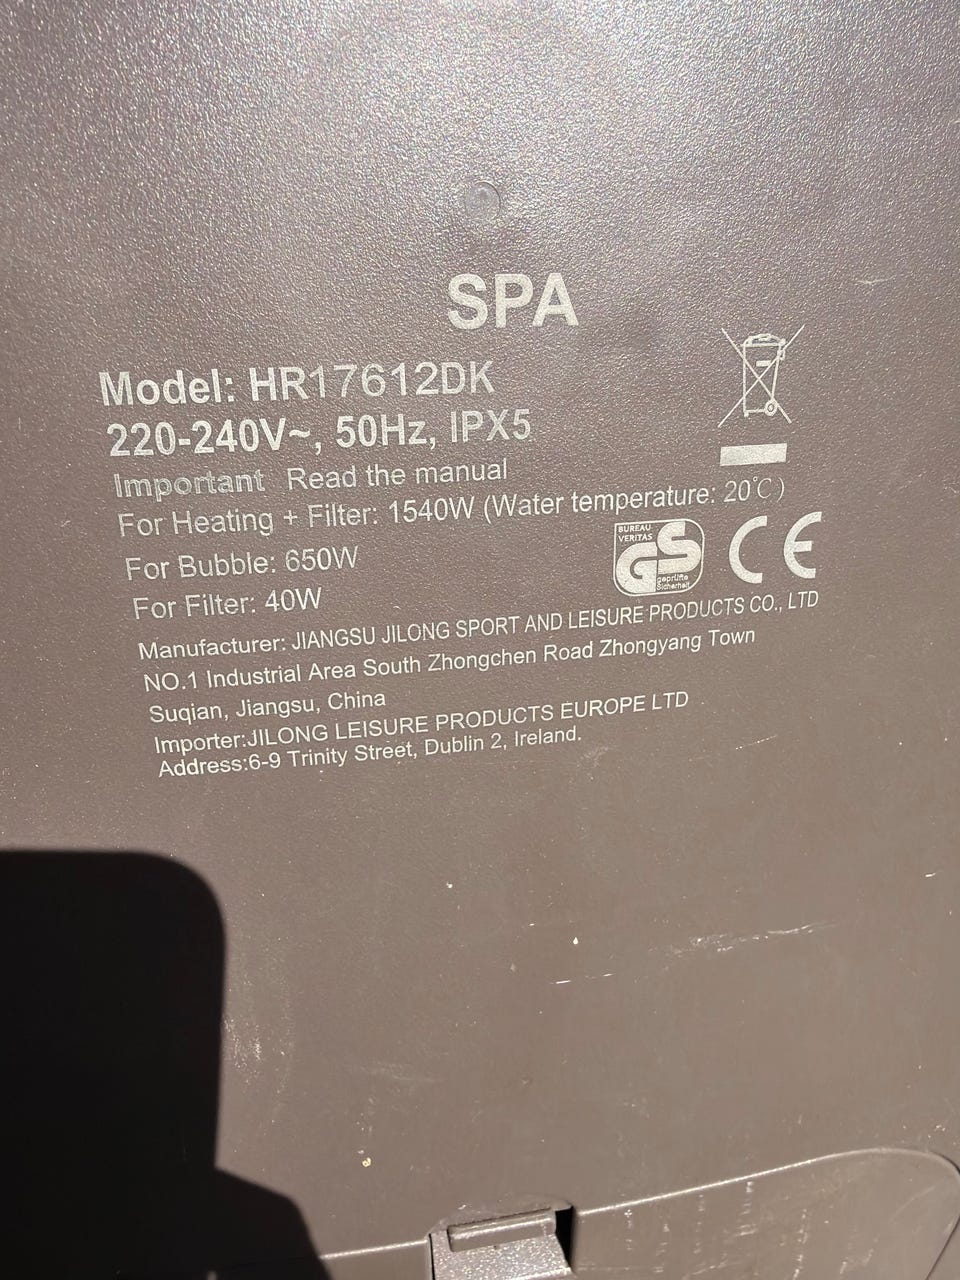 SPA
Model: HR17612DK
220-240V~, 50Hz, IPX5
Important Read the manual
For Heating + Filter: 1540W (Water temperature: 20℃)
For Bubble: 650W
For Filter: 40W
BUREAU
VERITAS
GS
geprüfte
Sicherheit
CE
Manufacturer: JIANGSU JILONG SPORT AND LEISURE PRODUCTS CO., LTD
NO.1 Industrial Area South Zhongchen Road Zhongyang Town
Suqian, Jiangsu, China
Importer:JILONG LEISURE PRODUCTS EUROPE LTD
Address:6-9 Trinity Street, Dublin 2, Ireland.